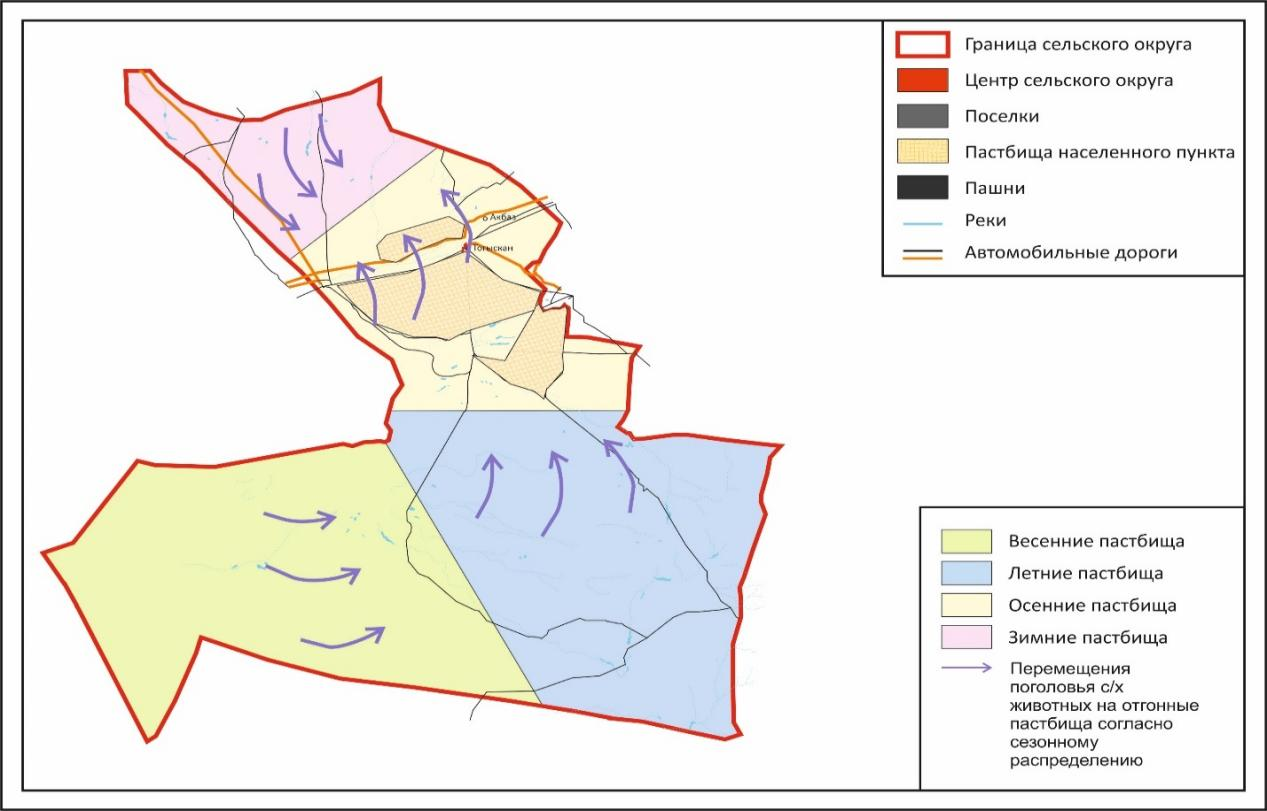 Граница сельского округа
Центр сельского округа
Поселки
Пастбища населенного пункта
Пашни
Реки
Автомобильные дороги
Акбаз
Тогыскан
Весенние пастбища
Летние пастбища
Осенние пастбища
Зимние пастбища
Перемещения
поголовья с/х
животных на отгонные
пастбища согласно
сезонному
распределению